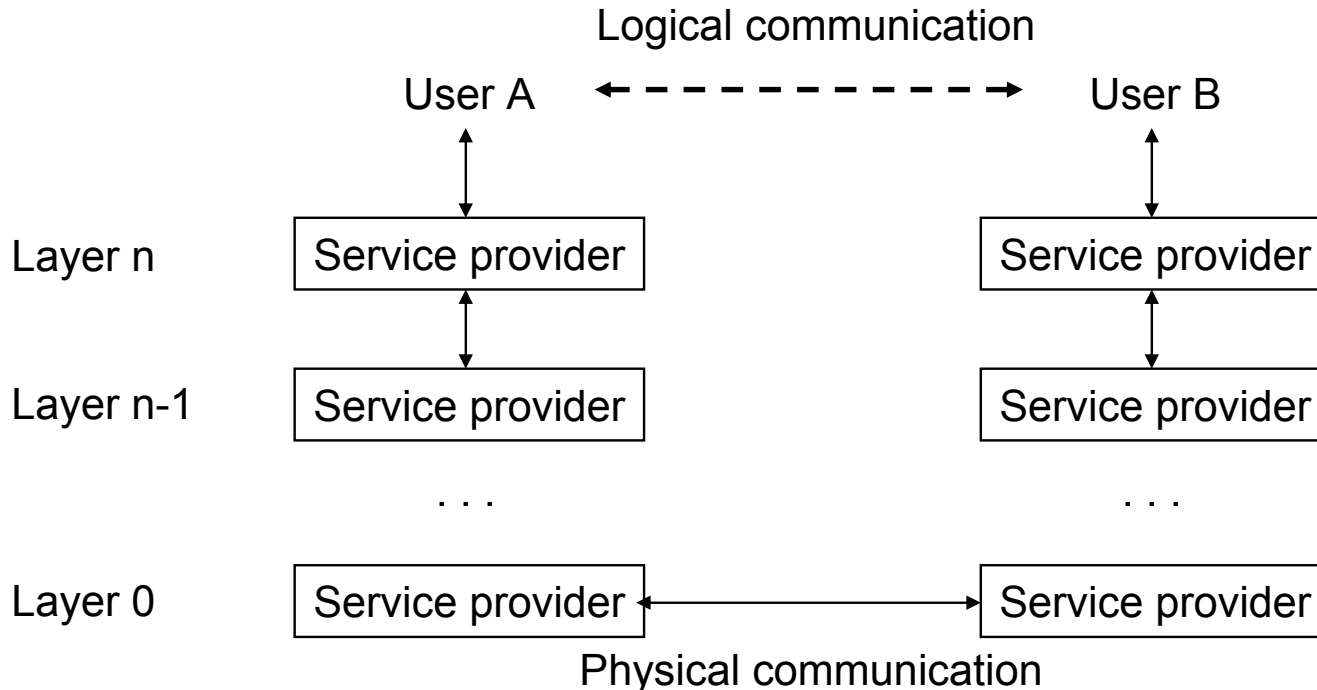 Logical communication
User A
User B
Layer n
Service provider
Service provider
Layer n-1
Service provider
Service provider
. . .
. . .
Layer 0
Service provider
Service provider
Physical communication